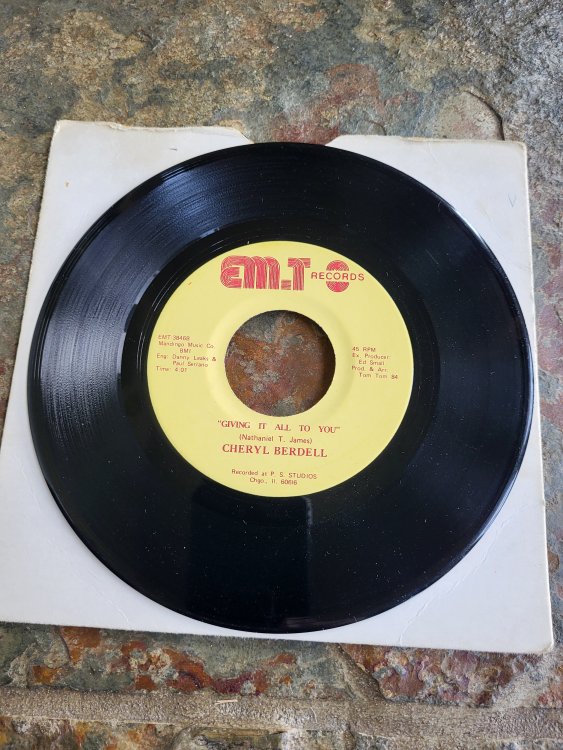 EM.T RECORDS
EMT-38488
Mandingo Music Co.
BMI
Eng: Danny Leaks &
Paul Serrano
Time: 4:07
45 RPM
Ex. Producer:
Ed Small
Prod & Arr.
Tom Tom 84
"GIVING IT ALL TO YOU"
(Nathaniel T. James)
CHERYL BERDELL
Recorded at P. S. STUDIOS
Chgo., Il. 60616